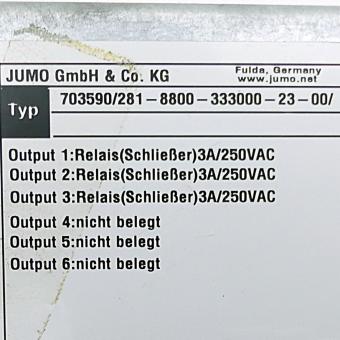 JUMO GmbH & Co. KG
Fulda, Germany
www.jumo.net
Typ
703590/281-8800-333000-23-00/
Output 1:Relais(Schließer)3A/250VAC
Output 2:Relais(Schließer)3A/250VAC
Output 3:Relais(Schließer)3A/250VAC
Output 4:nicht belegt
Output 5:nicht belegt
Output 6:nicht belegt